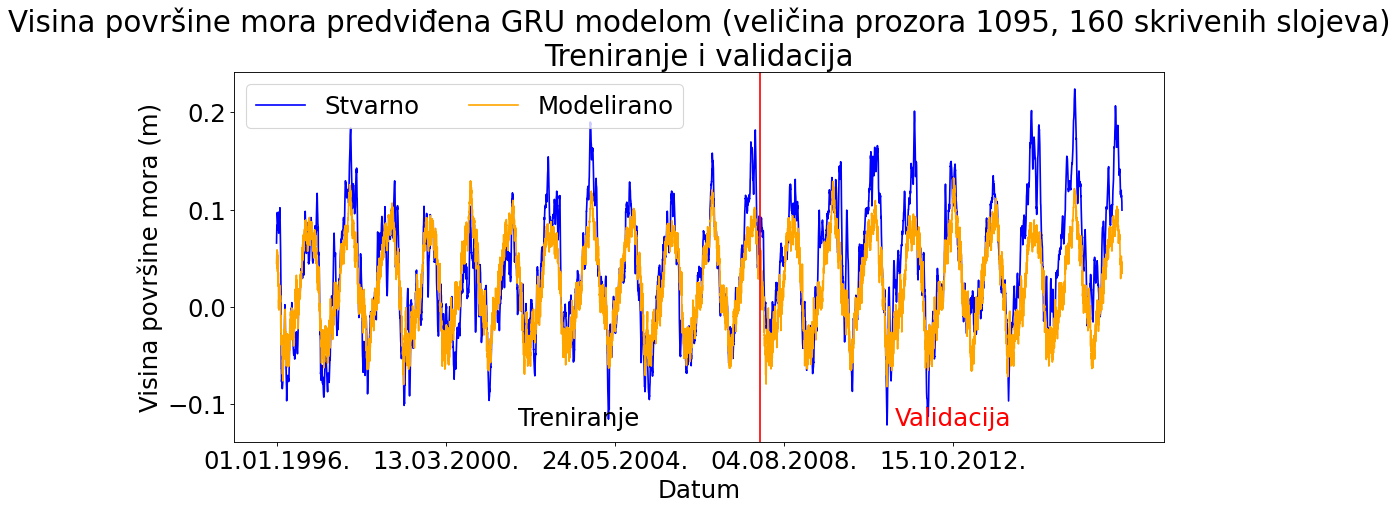 Visina površine mora predviđena GRU modelom (veličina prozora 1095, 160 skrivenih slojeva)
Treniranje i validacija
Stvarno
Modelirano
Visina površine mora (m)
0.2
0.1
0.0
−0.1
Treniranje
Validacija
01.01.1996.
13.03.2000.
24.05.2004.
04.08.2008.
15.10.2012.
Datum